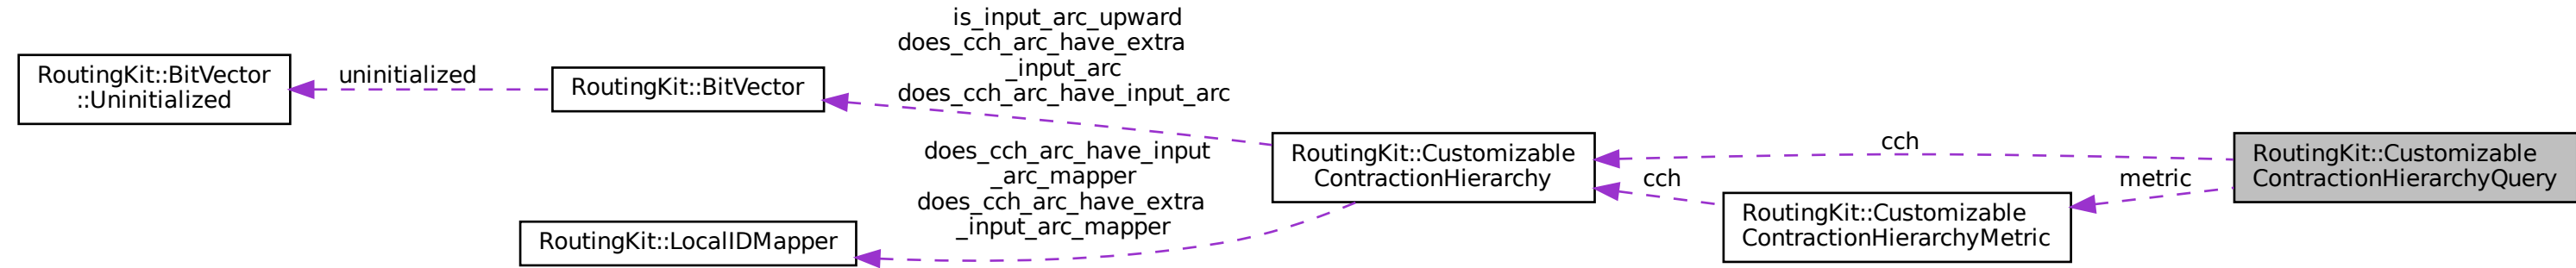 RoutingKit::BitVector
::Uninitialized
uninitialized
RoutingKit::BitVector
is_input_arc_upward
does_cch_arc_have_extra
_input_arc
does_cch_arc_have_input_arc
does_cch_arc_have_input
_arc_mapper
does_cch_arc_have_extra
_input_arc_mapper
RoutingKit::LocalIDMapper
RoutingKit::Customizable
ContractionHierarchy
cch
cch
RoutingKit::Customizable
ContractionHierarchyMetric
metric
RoutingKit::Customizable
ContractionHierarchyQuery